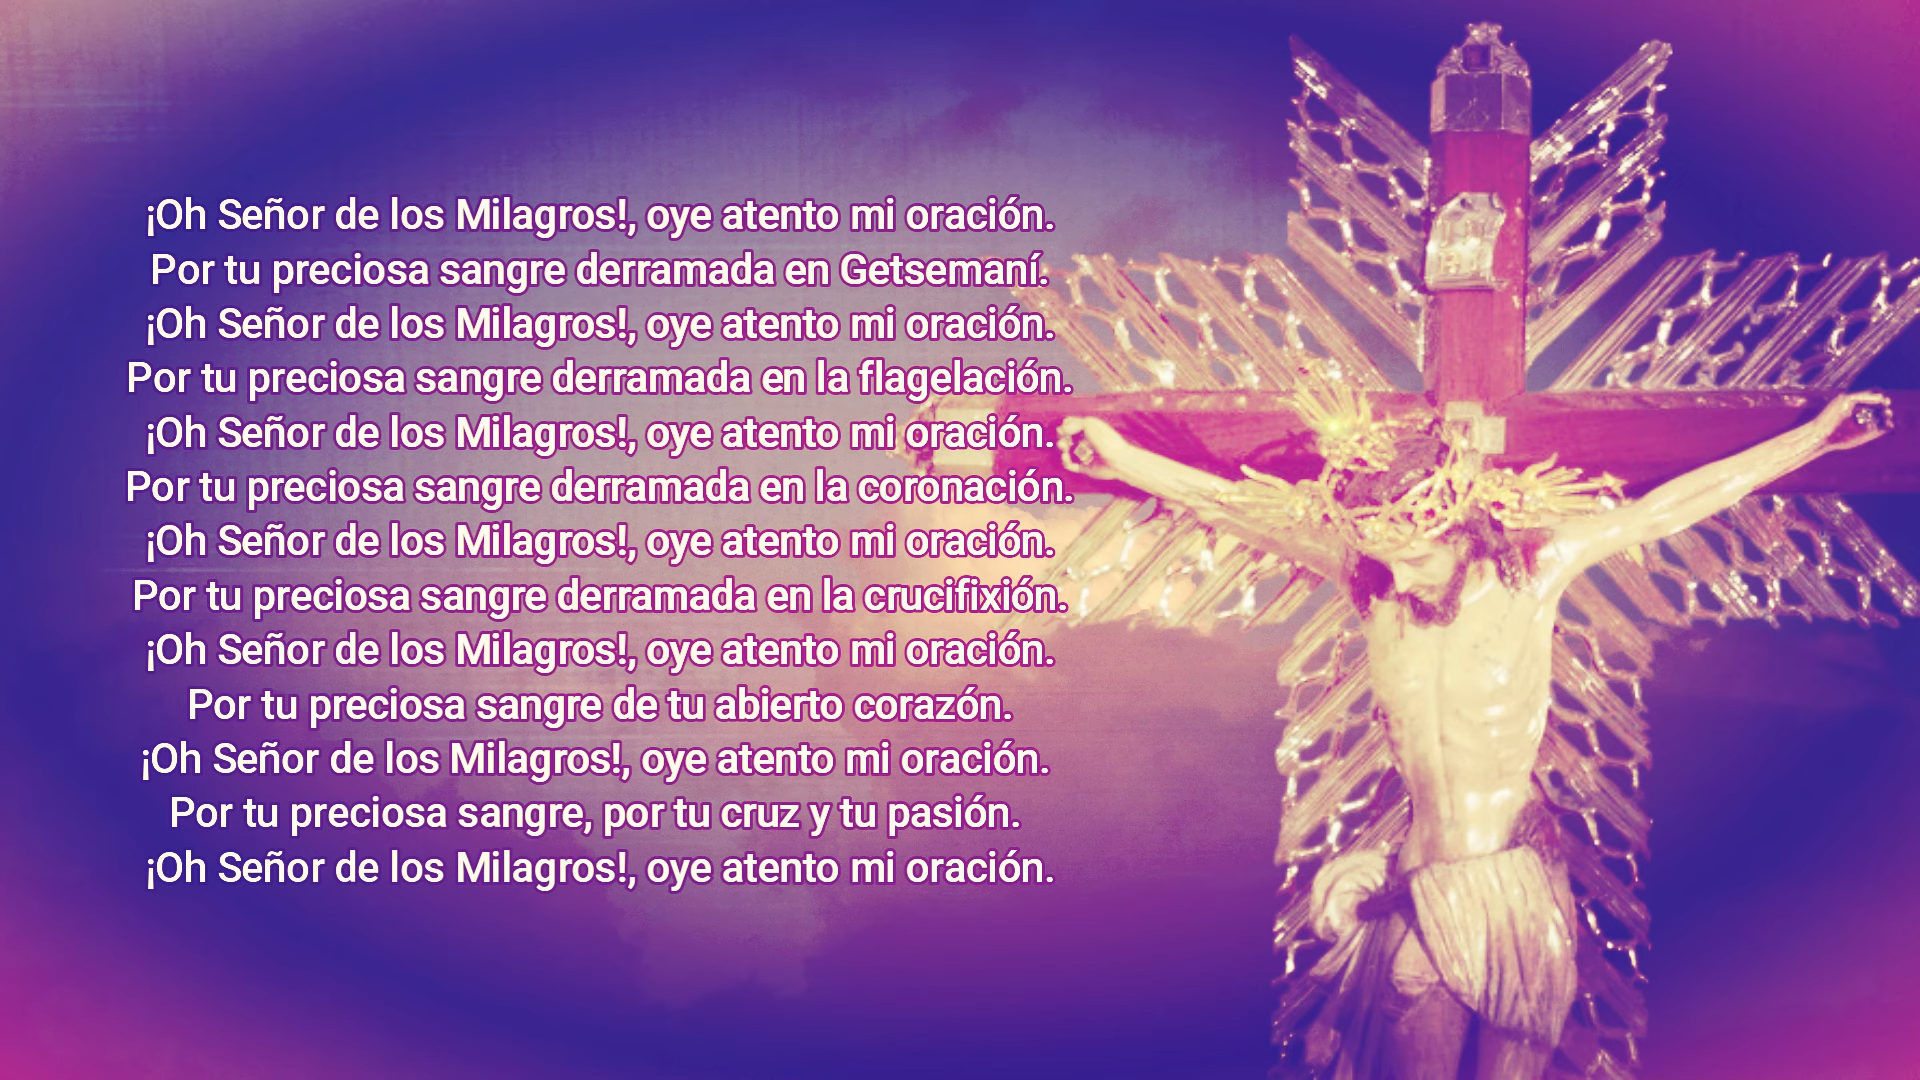 ¡Oh Señor de los Milagros!, oye atento mi oración.
Por tu preciosa sangre derramada en Getsemaní.
¡Oh Señor de los Milagros!, oye atento mi oración.
Por tu preciosa sangre derramada en la flagelación.
¡Oh Señor de los Milagros!, oye atento mi oración.
Por tu preciosa sangre derramada en la coronación.
¡Oh Señor de los Milagros!, oye atento mi oración.
Por tu preciosa sangre derramada en la crucifixión.
¡Oh Señor de los Milagros!, oye atento mi oración.
Por tu preciosa sangre de tu abierto corazón.
¡Oh Señor de los Milagros!, oye atento mi oración.
Por tu preciosa sangre, por tu cruz y tu pasión.
¡Oh Señor de los Milagros!, oye atento mi oración.